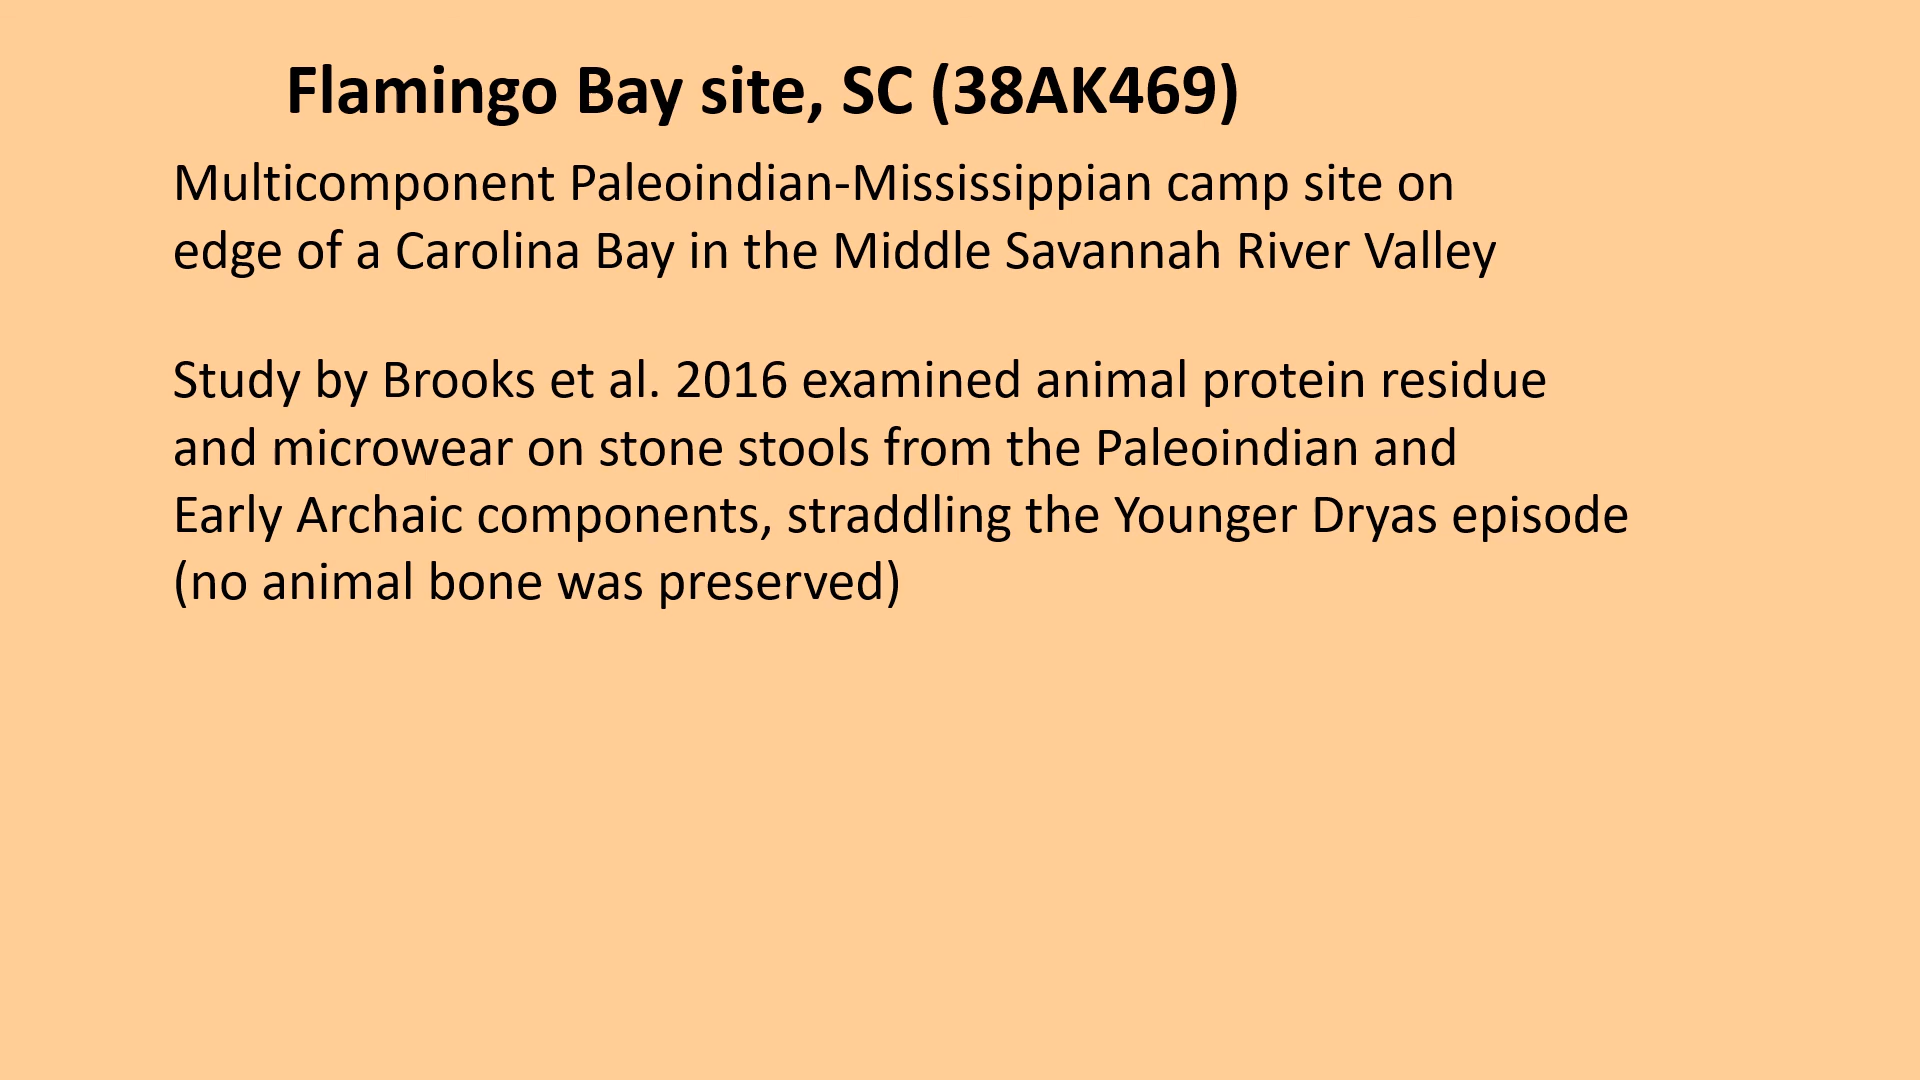 Flamingo Bay site, SC (38AK469)
Multicomponent Paleoindian-Mississippian camp site on
edge of a Carolina Bay in the Middle Savannah River Valley
Study by Brooks et al. 2016 examined animal protein residue
and microwear on stone stools from the Paleoindian and
Early Archaic components, straddling the Younger Dryas episode
(no animal bone was preserved)